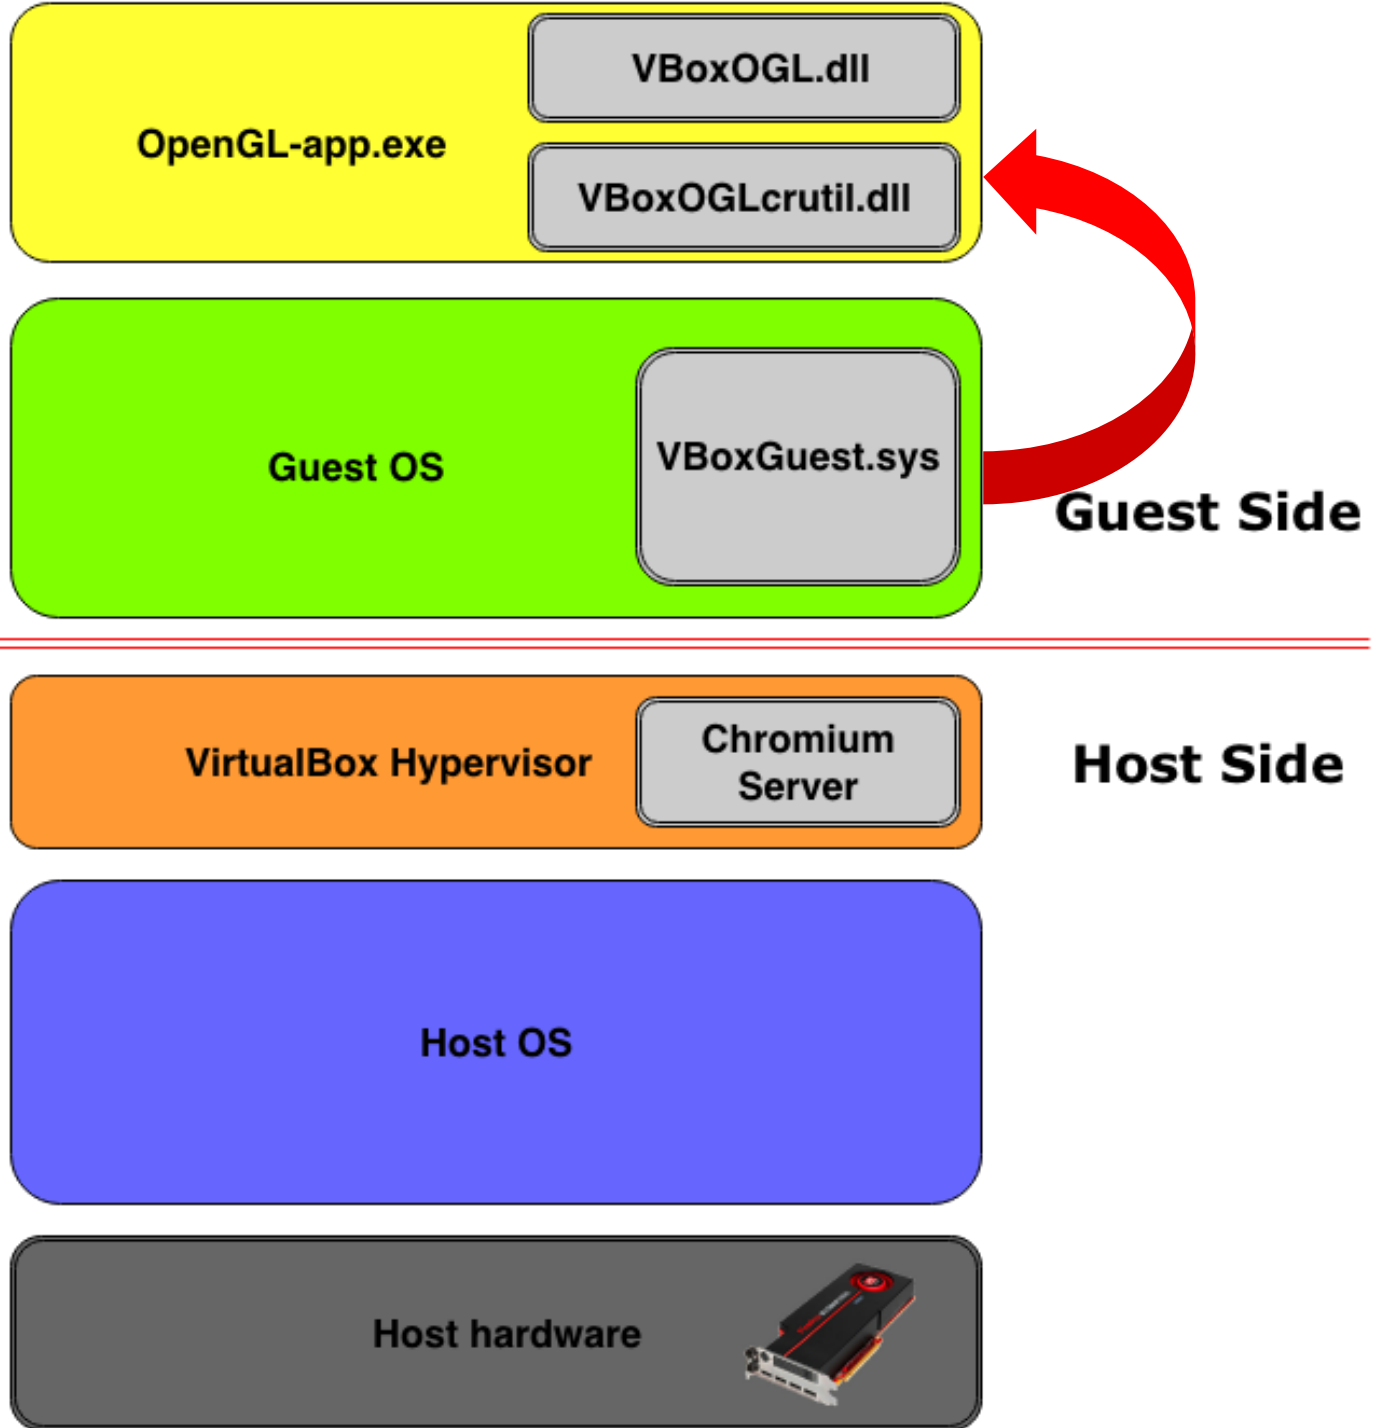 VBoxOGL.dll
OpenGL-app.exe
VBoxOGLcrutil.dll
Guest OS
VBoxGuest.sys
Guest Side
VirtualBox Hypervisor
Chromium
Server
Host Side
Host OS
Host hardware